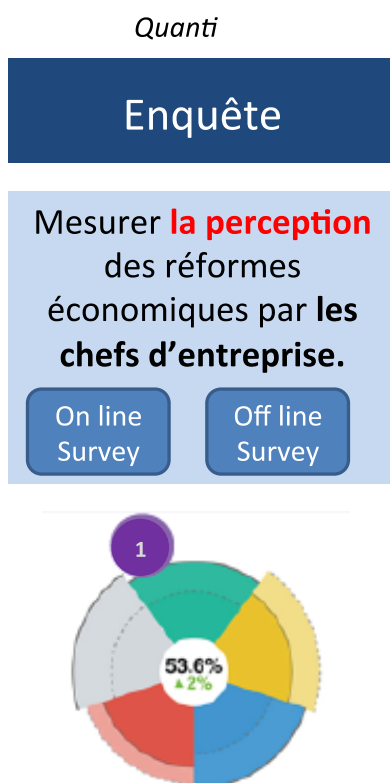 Quanti
Enquête
Mesurer la perception
des réformes
économiques par les
chefs d’entreprise.
On line
Survey
Off line
Survey
1
53.6%
▲2%